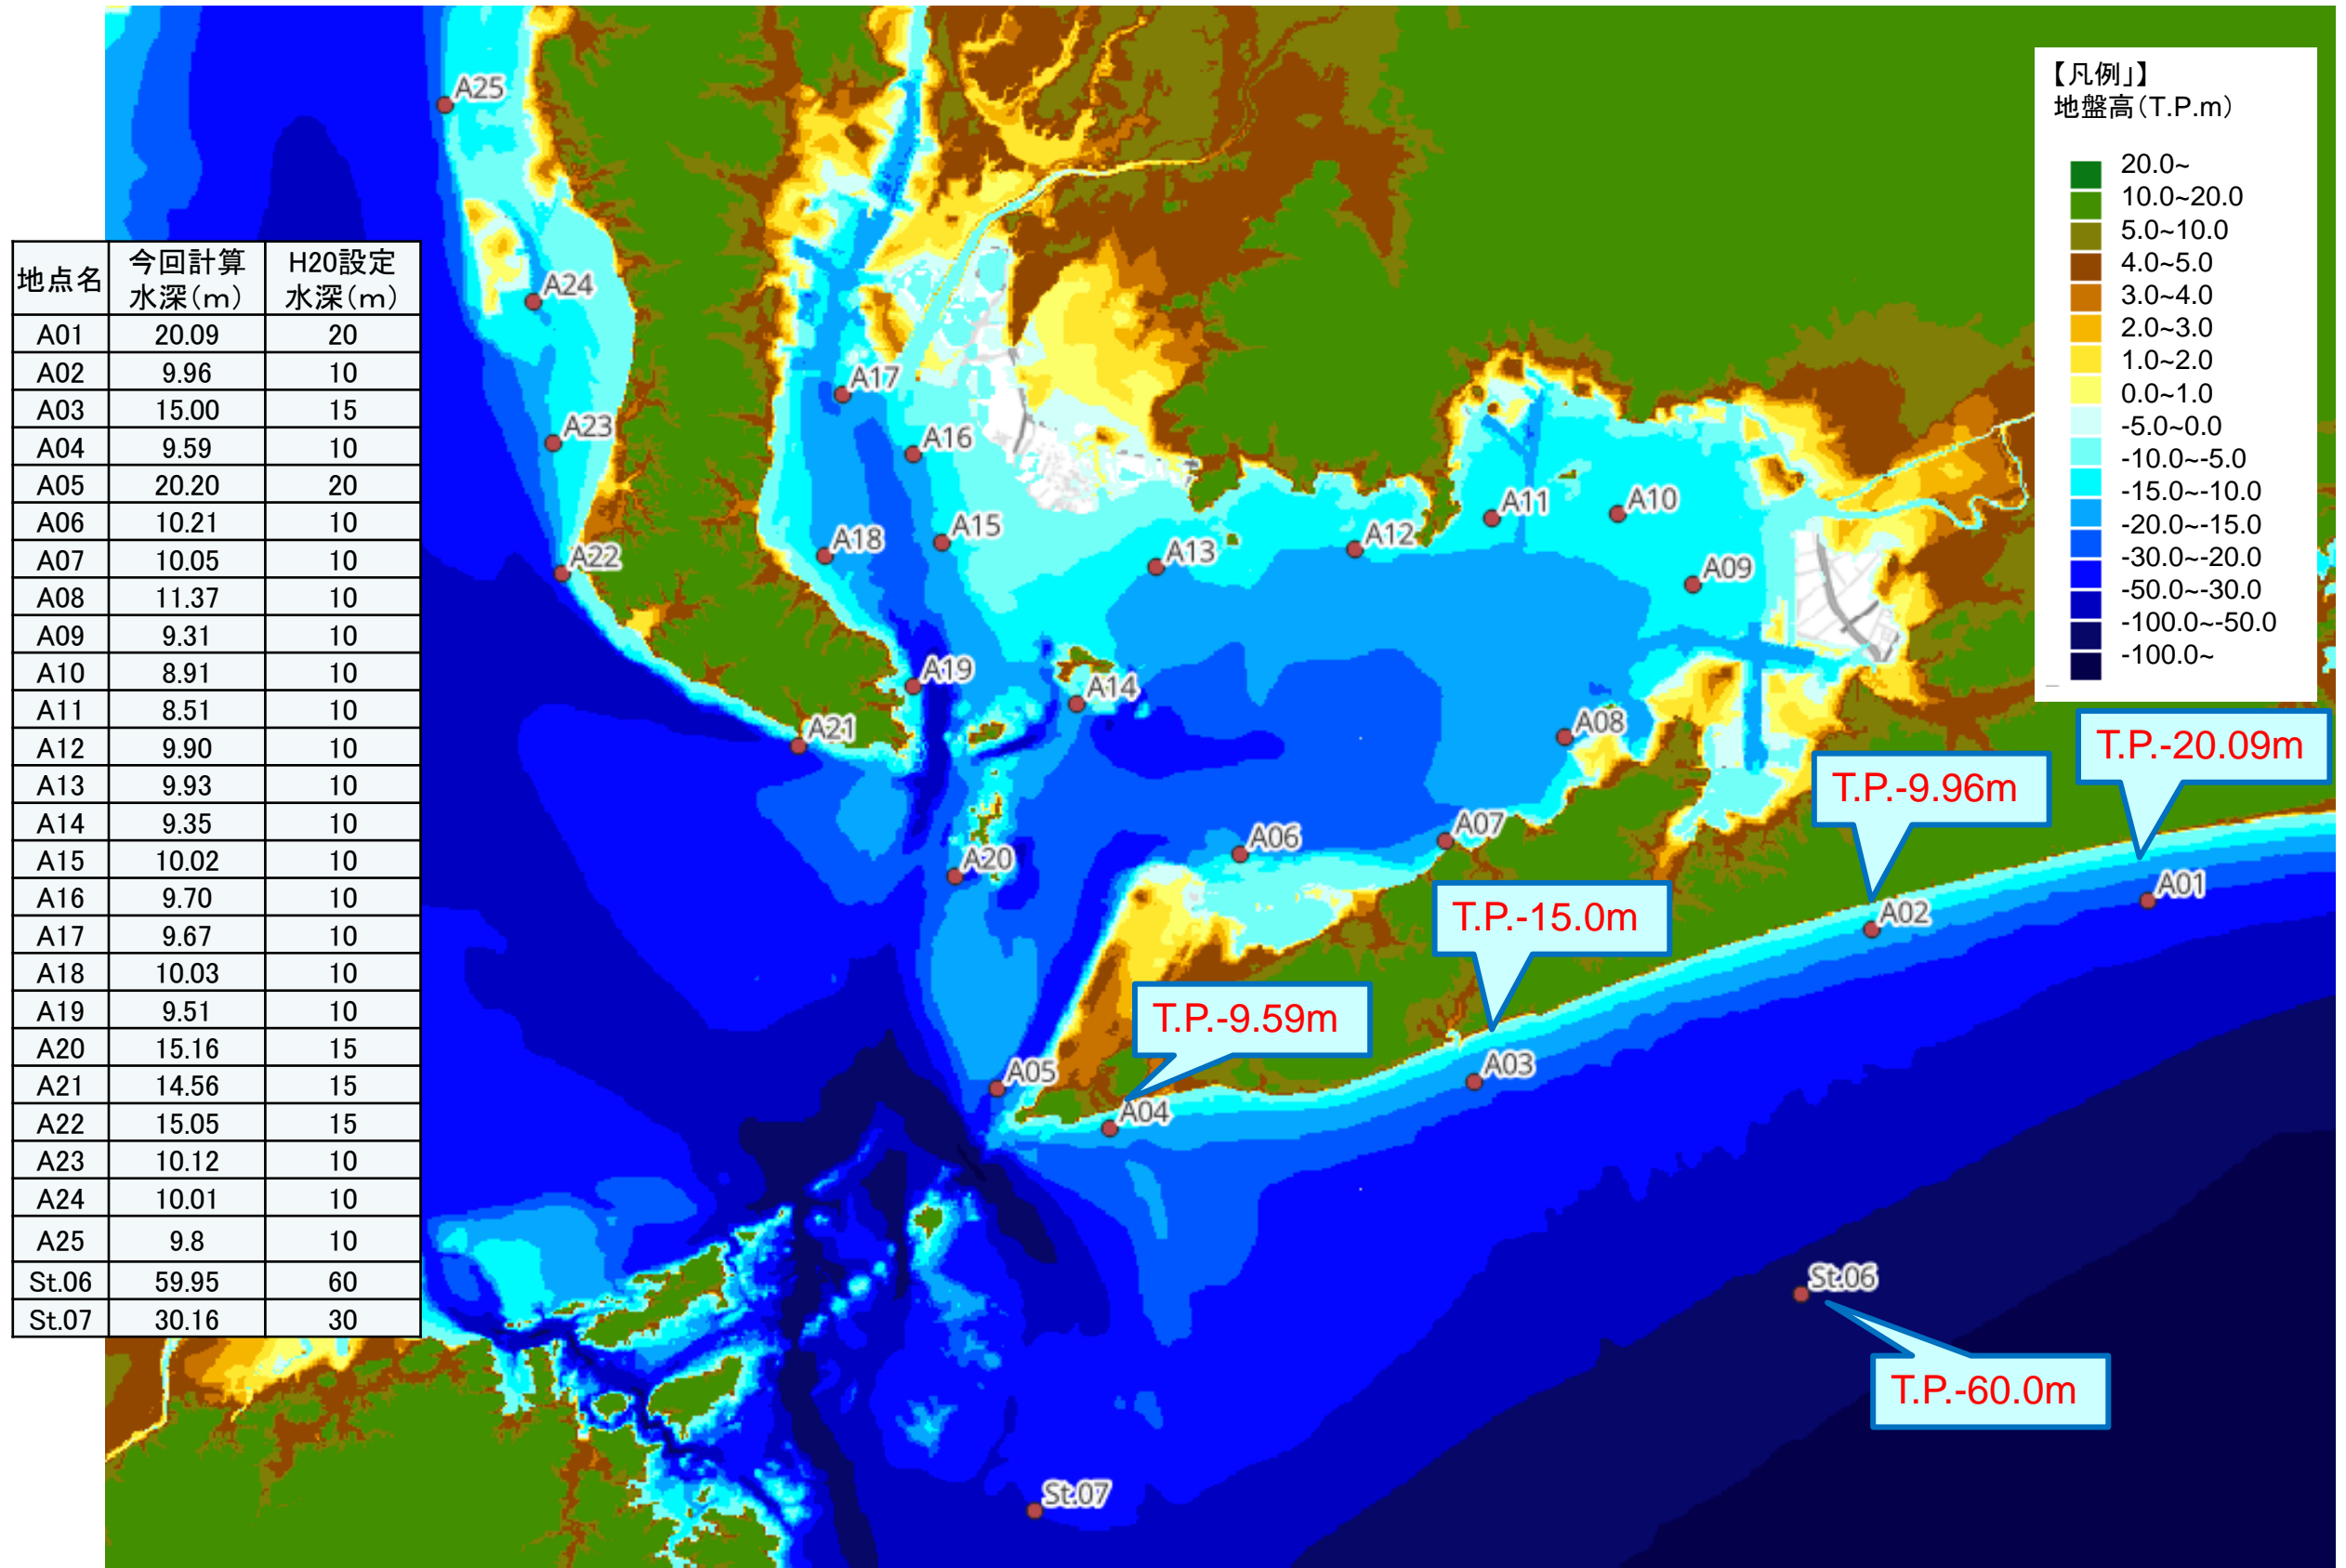 地点名 今回計算水深(m) H20設定水深(m)
A01 20.09 20
A02 9.96 10
A03 15.00 15
A04 9.59 10
A05 20.20 20
A06 10.21 10
A07 10.05 10
A08 11.37 10
A09 9.31 10
A10 8.91 10
A11 8.51 10
A12 9.90 10
A13 9.93 10
A14 9.35 10
A15 10.02 10
A16 9.70 10
A17 9.67 10
A18 10.03 10
A19 9.51 10
A20 15.16 15
A21 14.56 15
A22 15.05 15
A23 10.12 10
A24 10.01 10
A25 9.8 10
St.06 59.95 60
St.07 30.16 30
【凡例」】
地盤高(T.P.m)
20.0~
10.0~20.0
5.0~10.0
4.0~5.0
3.0~4.0
2.0~3.0
1.0~2.0
0.0~1.0
-5.0~0.0
-10.0~-5.0
-15.0~-10.0
-20.0~-15.0
-30.0~-20.0
-50.0~-30.0
-100.0~-50.0
-100.0~
A25
A24
A17
A23
A16
A11
A10
A15
A18
A12
A13
A22
A09
A19
A14
A21
A08
T.P.-20.09m
T.P.-9.96m
A07
A06
A20
A01
T.P.-15.0m
A02
T.P.-9.59m
A05
A03
A04
St.06
T.P.-60.0m
St.07